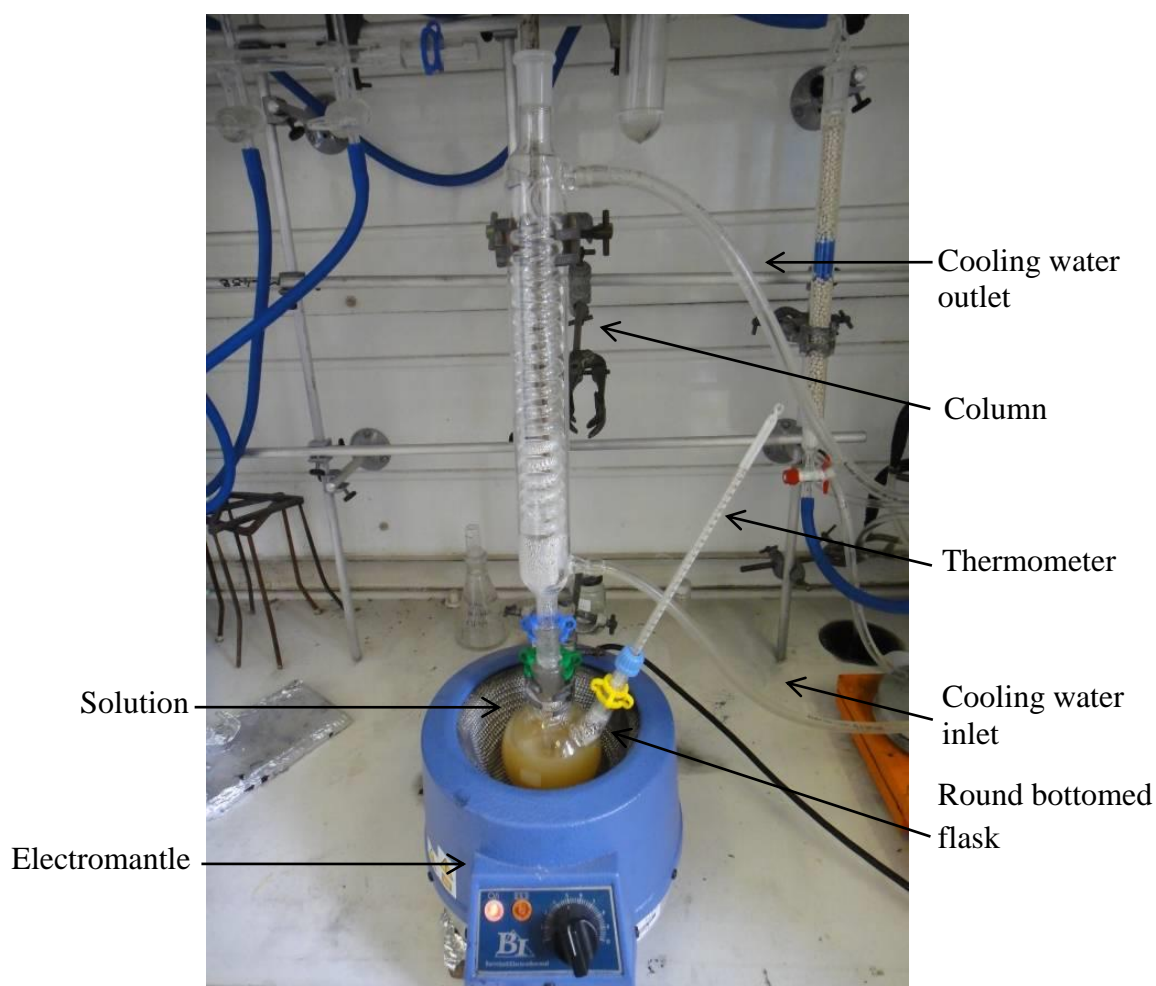 Cooling water
outlet
Column
Thermometer
Solution
Cooling water
inlet
Round bottomed
flask
Electromantle
BI